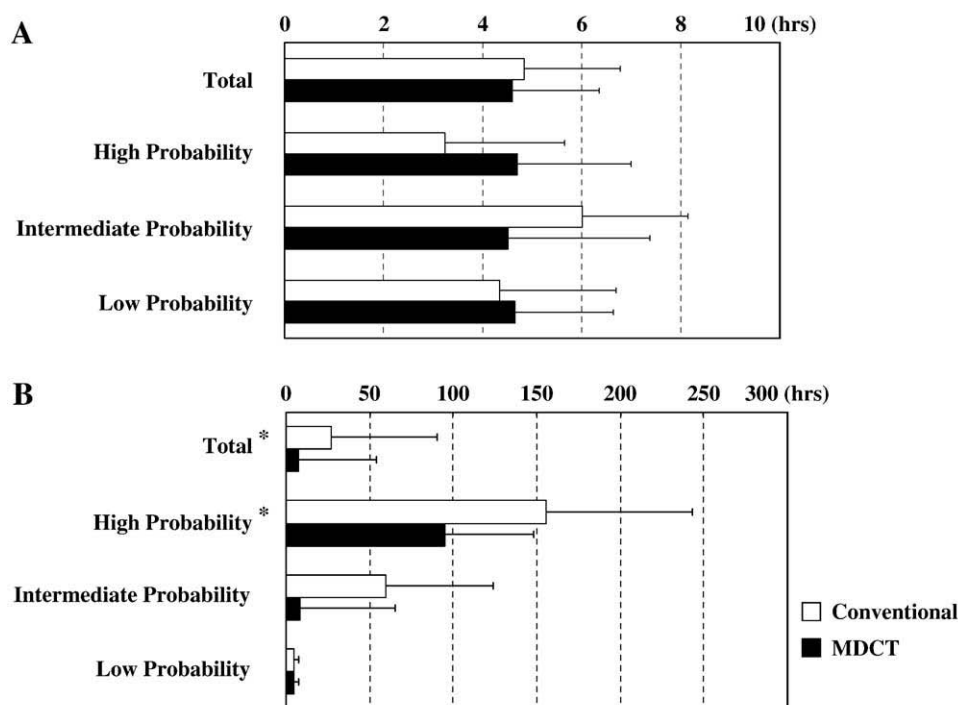 A
0 2 4 6 8 10 (hrs)
Total
High Probability
Intermediate Probability
Low Probability
B
0 50 100 150 200 250 300 (hrs)
Total *
High Probability *
Intermediate Probability
Low Probability
Conventional
MDCT